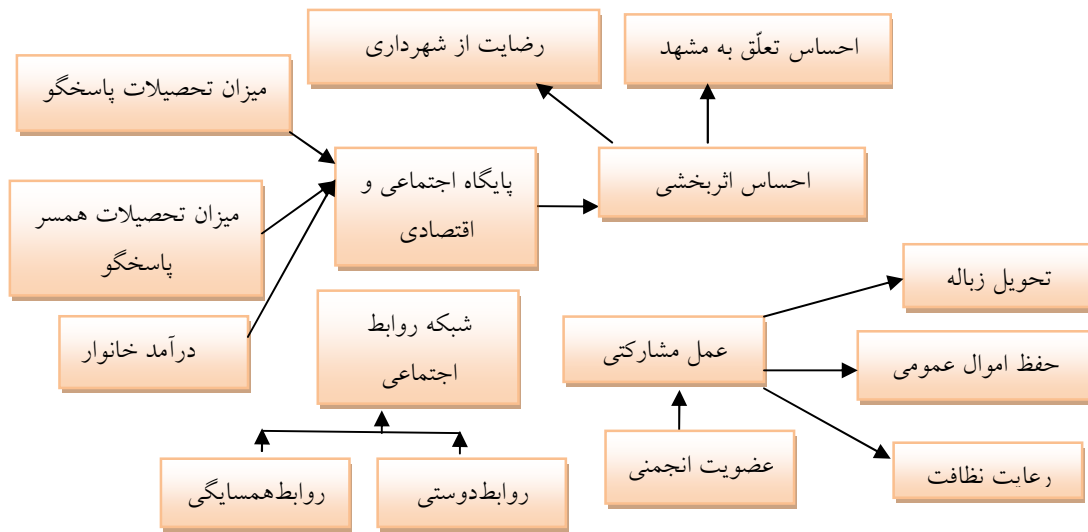 احساس تعلّق به مشهد
رضایت از شهرداری
میزان تحصیلات پاسخگو
احساس اثربخشی
پایگاه اجتماعی و
اقتصادی
میزان تحصیلات همسر
پاسخگو
درآمد خانوار
شبکه روابط
اجتماعی
روابطدوستی
روابطهمسایگی
تحویل زباله
عمل مشارکتی
حفظ اموال عمومی
عضویت انجمنی
رعایت نظافت